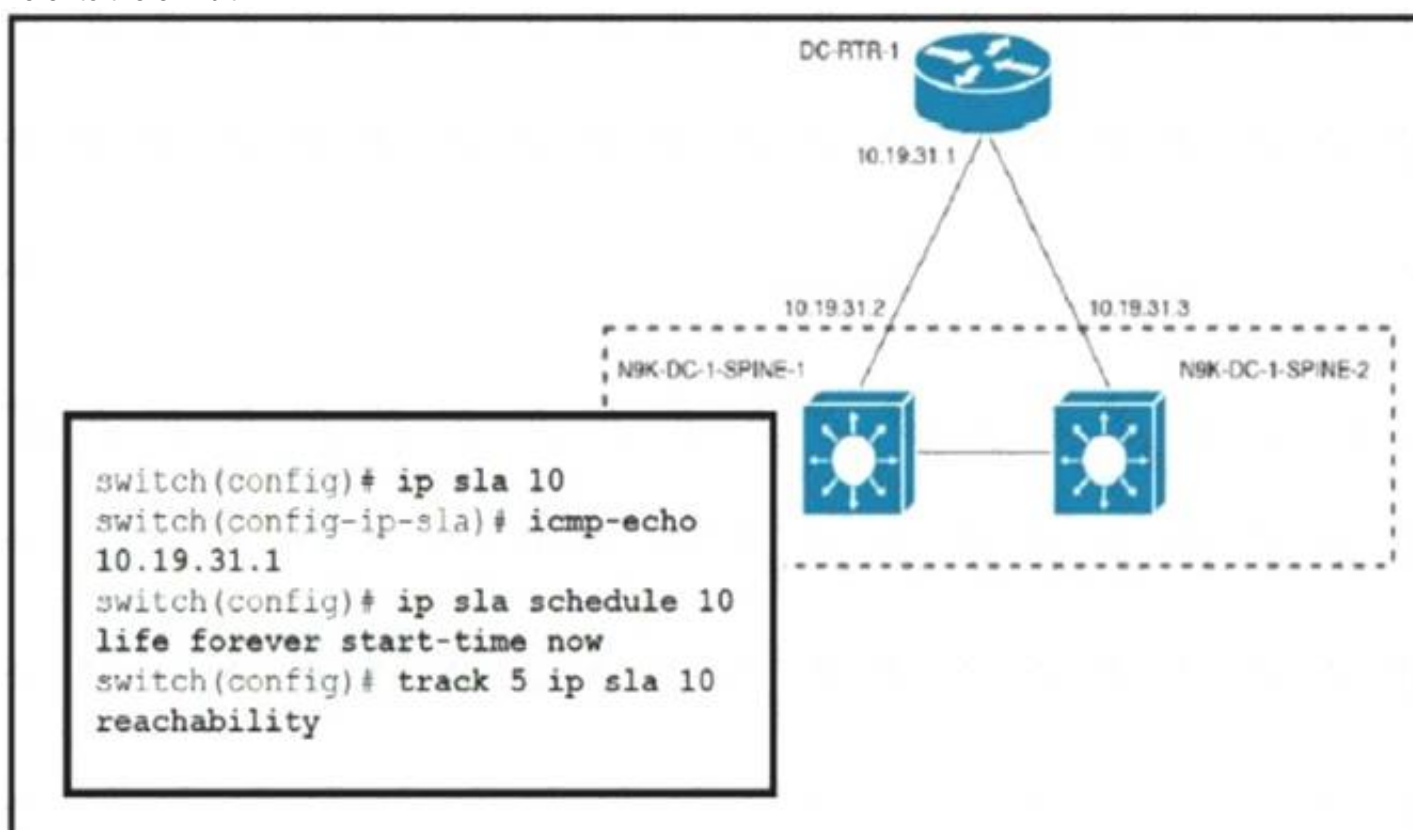 DC-RTR-1
10.19.31.1
10.19.31.2
10.19.31.3
N9K-DC-1-SPINE-1
N9K-DC-1-SPINE-2
switch(config)# ip sla 10
switch(config-ip-sla)# icmp-echo
10.19.31.1
switch(config)# ip sla schedule 10
life forever start-time now
switch(config)# track 5 ip sla 10
reachability